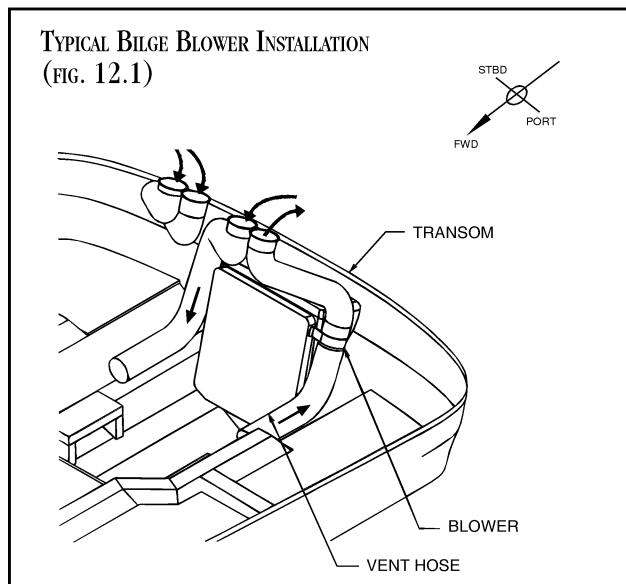 TYPICAL BILGE BLOWER INSTALLATION
(FIG. 12.1)
STBD
PORT
FWD
TRANSOM
BLOWER
VENT HOSE